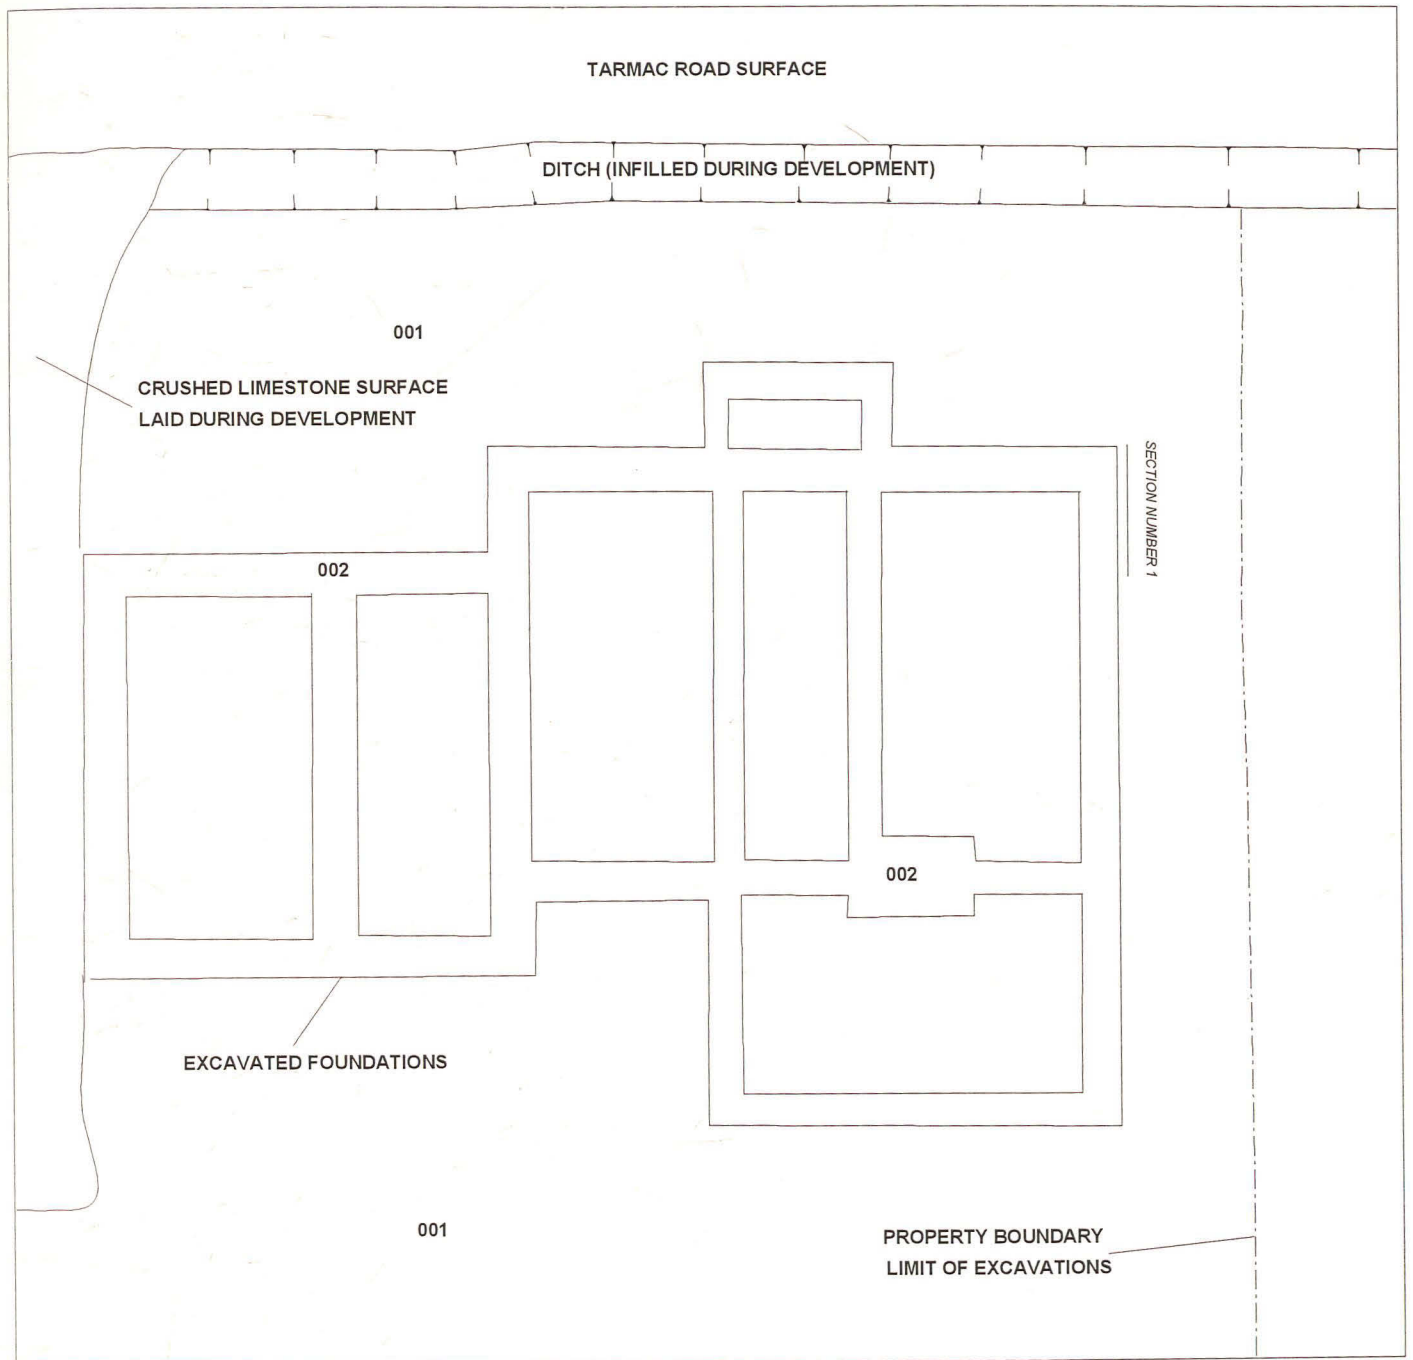 TARMAC ROAD SURFACE
DITCH (INFILLED DURING DEVELOPMENT)
001
CRUSHED LIMESTONE SURFACE
LAID DURING DEVELOPMENT
SECTION NUMBER 1
002
002
EXCAVATED FOUNDATIONS
001
PROPERTY BOUNDARY
LIMIT OF EXCAVATIONS